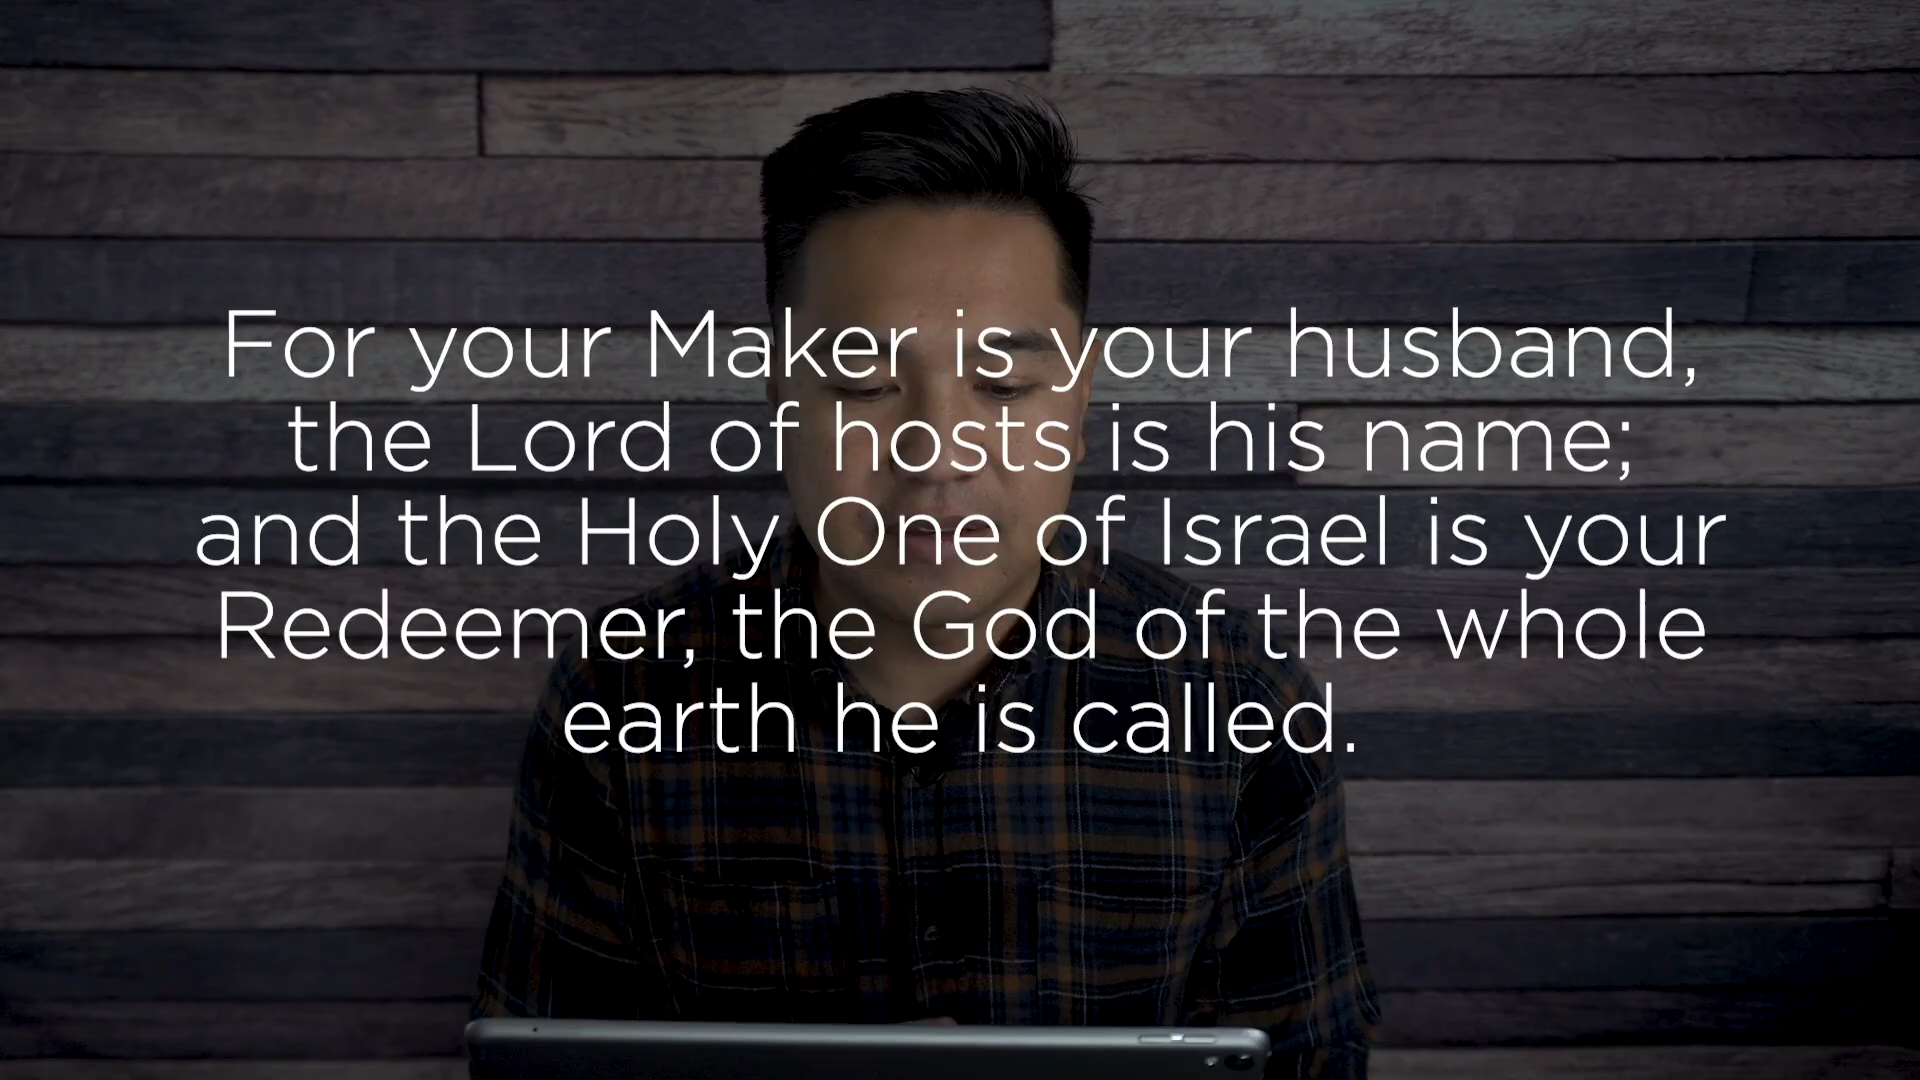 For your Maker is your husband,
the Lord of hosts is his name;
and the Holy One of Israel is your
Redeemer, the God of the whole
earth he is called.